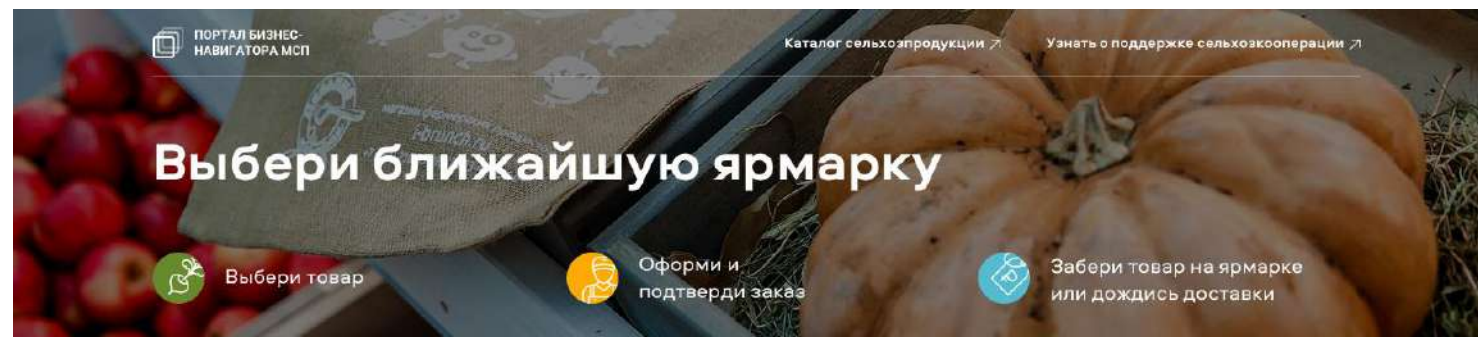 ПОРТАЛ БИЗНЕС-
НАВИГАТОРА МСП
Каталог сельхозпродукции ↗
Узнать о поддержке сельхозкооперации ↗
Выбери ближайшую ярмарку
Выбери товар
Оформи и
подтверди заказ
Забери товар на ярмарке
или дождись доставки